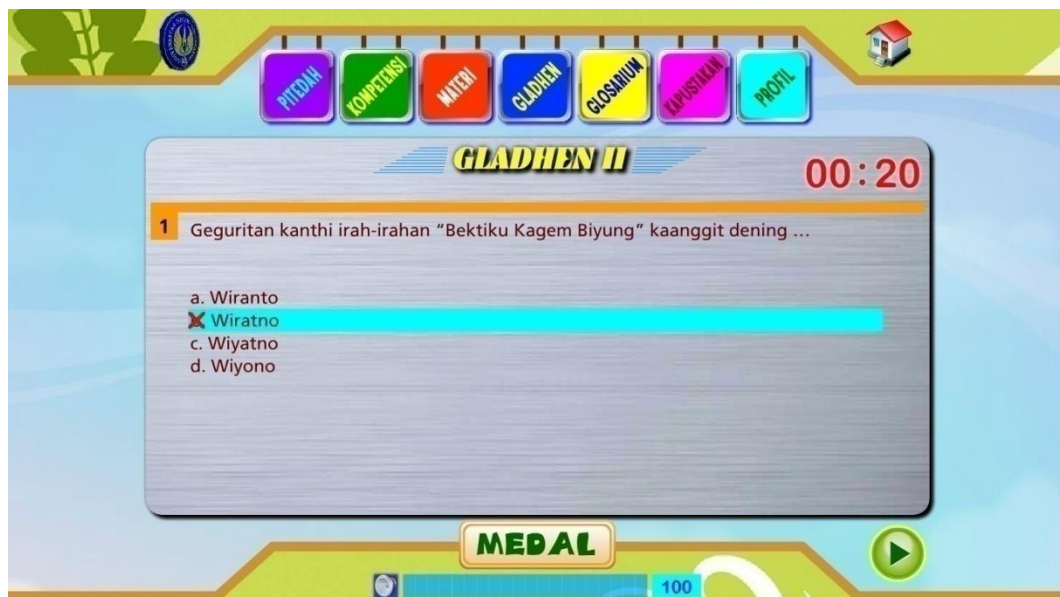 PITEDAH
KOMPETENSI
MATERI
GLADHEN
GLOSARIUM
KAPUSTAKAN
PROFIL
GLADHEN II
00:20
1 Geguritan kanthi irah-irahan “Bektiku Kagem Biyung” kaanggit dening ...
a. Wiranto
Wiratno
c. Wiyatno
d. Wiyono
MEDAL
100